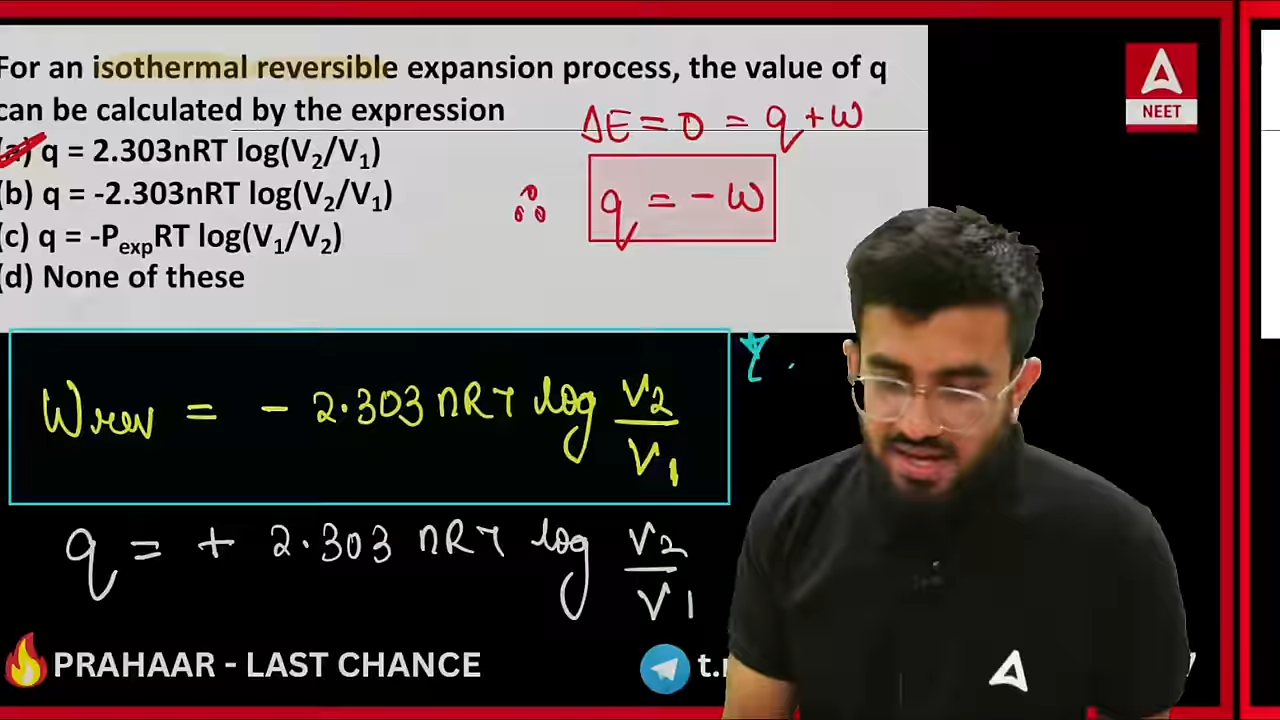 For an isothermal reversible expansion process, the value of q
can be calculated by the expression
(a) q = 2.303nRT log(V₂/V₁)
(b) q = -2.303nRT log(V₂/V₁)
(c) q = -PₑₓₚRT log(V₁/V₂)
(d) None of these
ΔE = 0 = q + w
∴ q = - w
NEET
Wrev = - 2.303 nRT log V₂/V₁
q = + 2.303 nRT log V₂/V₁
PRAHAAR - LAST CHANCE